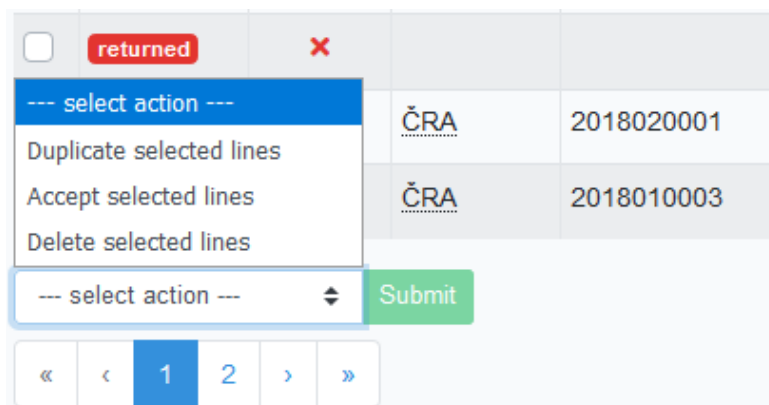 returned
--- select action ---
ČRA 2018020001
Duplicate selected lines
Accept selected lines
ČRA 2018010003
Delete selected lines
--- select action --- Submit
« ‹ 1 2 › »